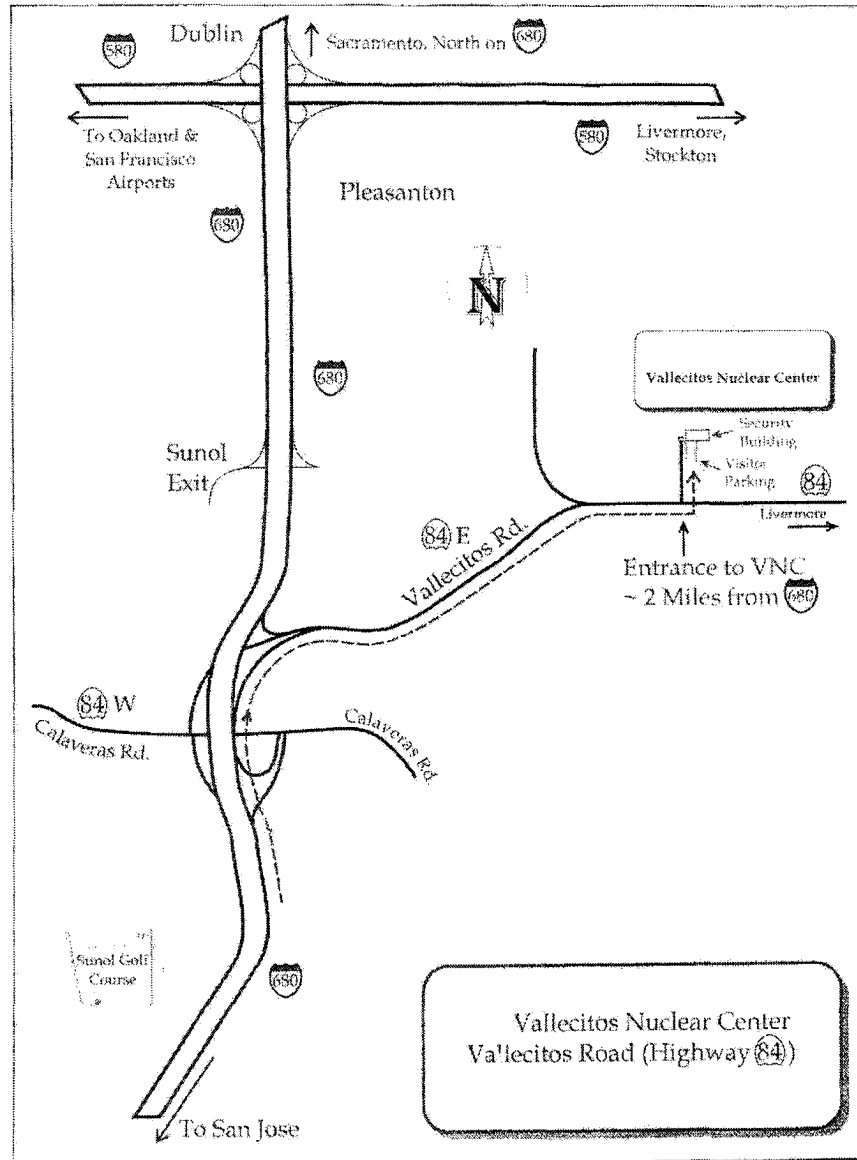 Dublin
580
Sacramento, North on 680
To Oakland &
San Francisco
Airports
580
Livermore,
Stockton
Pleasanton
680
N
680
Vallecitos Nuclear Center
Security
Building
Visitor
Parking
Sunol
Exit
84
Livermore
84 E
Vallecitos Rd.
Entrance to VNC
~ 2 Miles from 680
84 W
Calaveras Rd.
Calaveras Rd.
Sunol Golf
Course
680
Vallecitos Nuclear Center
Vallecitos Road (Highway 84)
To San Jose